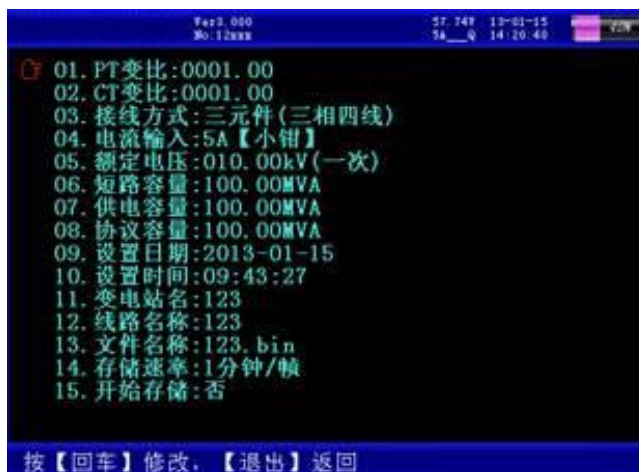 Ver3.000 57.74V 13-01-15
No:12xxx 5A__Q 14:20:40
01.PT变比:0001.00
02.CT变比:0001.00
03.接线方式:三元件(三相四线)
04.电流输入:5A【小钳】
05.额定电压:010.00kV(一次)
06.短路容量:100.00MVA
07.供电容量:100.00MVA
08.协议容量:100.00MVA
09.设置日期:2013-01-15
10.设置时间:09:43:27
11.变电站名:123
12.线路名称:123
13.文件名称:123.bin
14.存储速率:1分钟/帧
15.开始存储:否
按【回车】修改,【退出】返回